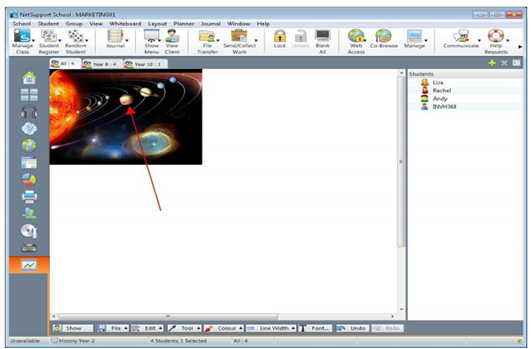 NetSupport School : MARKETING01
School Student Group View Whiteboard Layout Planner Journal Window Help
Manage Class Student Register Random Student Journal Show Menu View Client File Transfer Send/Collect Work Lock Unlock Blank All Web Access Co-Browse Manage Communicate Help Requests
All : 4 Year 8 : 4 Year 10 : 1
Students
Lisa
Rachel
Andy
INVH368
Show File Edit Tool Colour Line Width Font... Undo Redo
Unavailable History Year 2 4 Students, 1 Selected All : 4